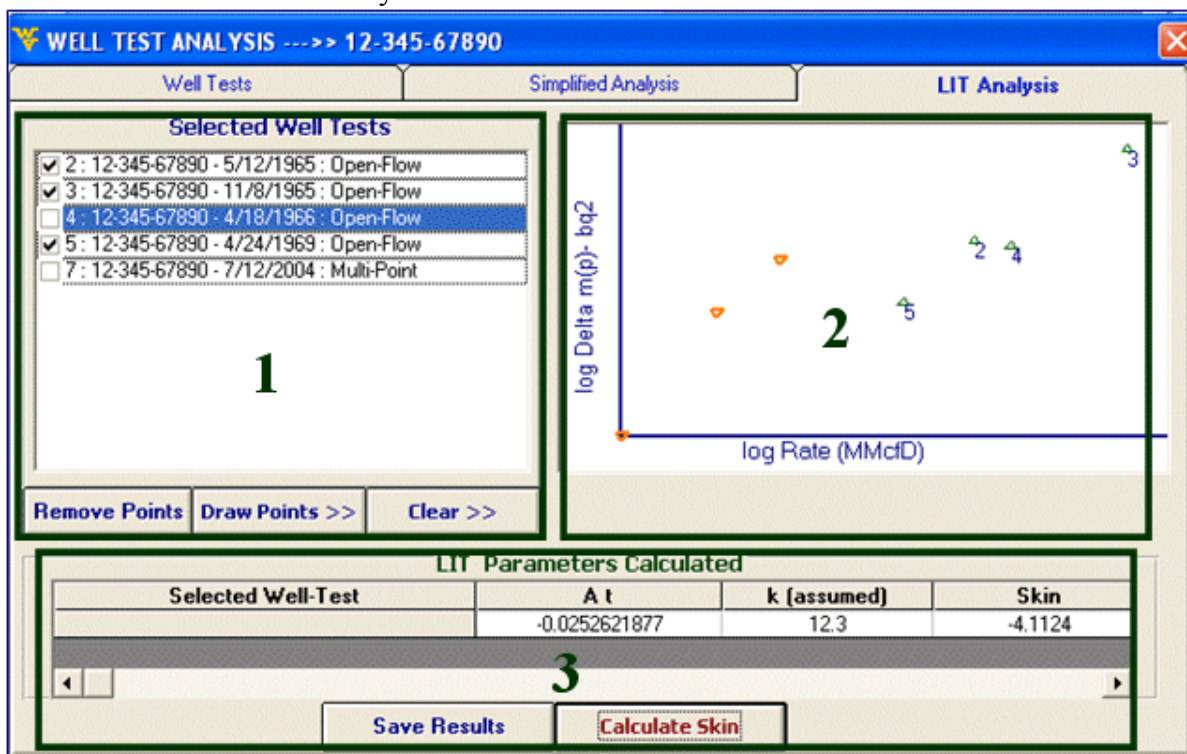 WELL TEST ANALYSIS --->> 12-345-67890
Well Tests
Simplified Analysis
LIT Analysis
Selected Well Tests
2 : 12-345-67890 - 5/12/1965 : Open-Flow
3 : 12-345-67890 - 11/8/1965 : Open-Flow
4 : 12-345-67890 - 4/18/1966 : Open-Flow
5 : 12-345-67890 - 4/24/1969 : Open-Flow
7 : 12-345-67890 - 7/12/2004 : Multi-Point
1
Remove Points Draw Points >> Clear >>
log Delta m(p)- bq2
3
2 4
5
2
log Rate (MMcfD)
LIT Parameters Calculated
Selected Well-Test A t k (assumed) Skin
-0.0252621877 12.3 -4.1124
3
Save Results Calculate Skin